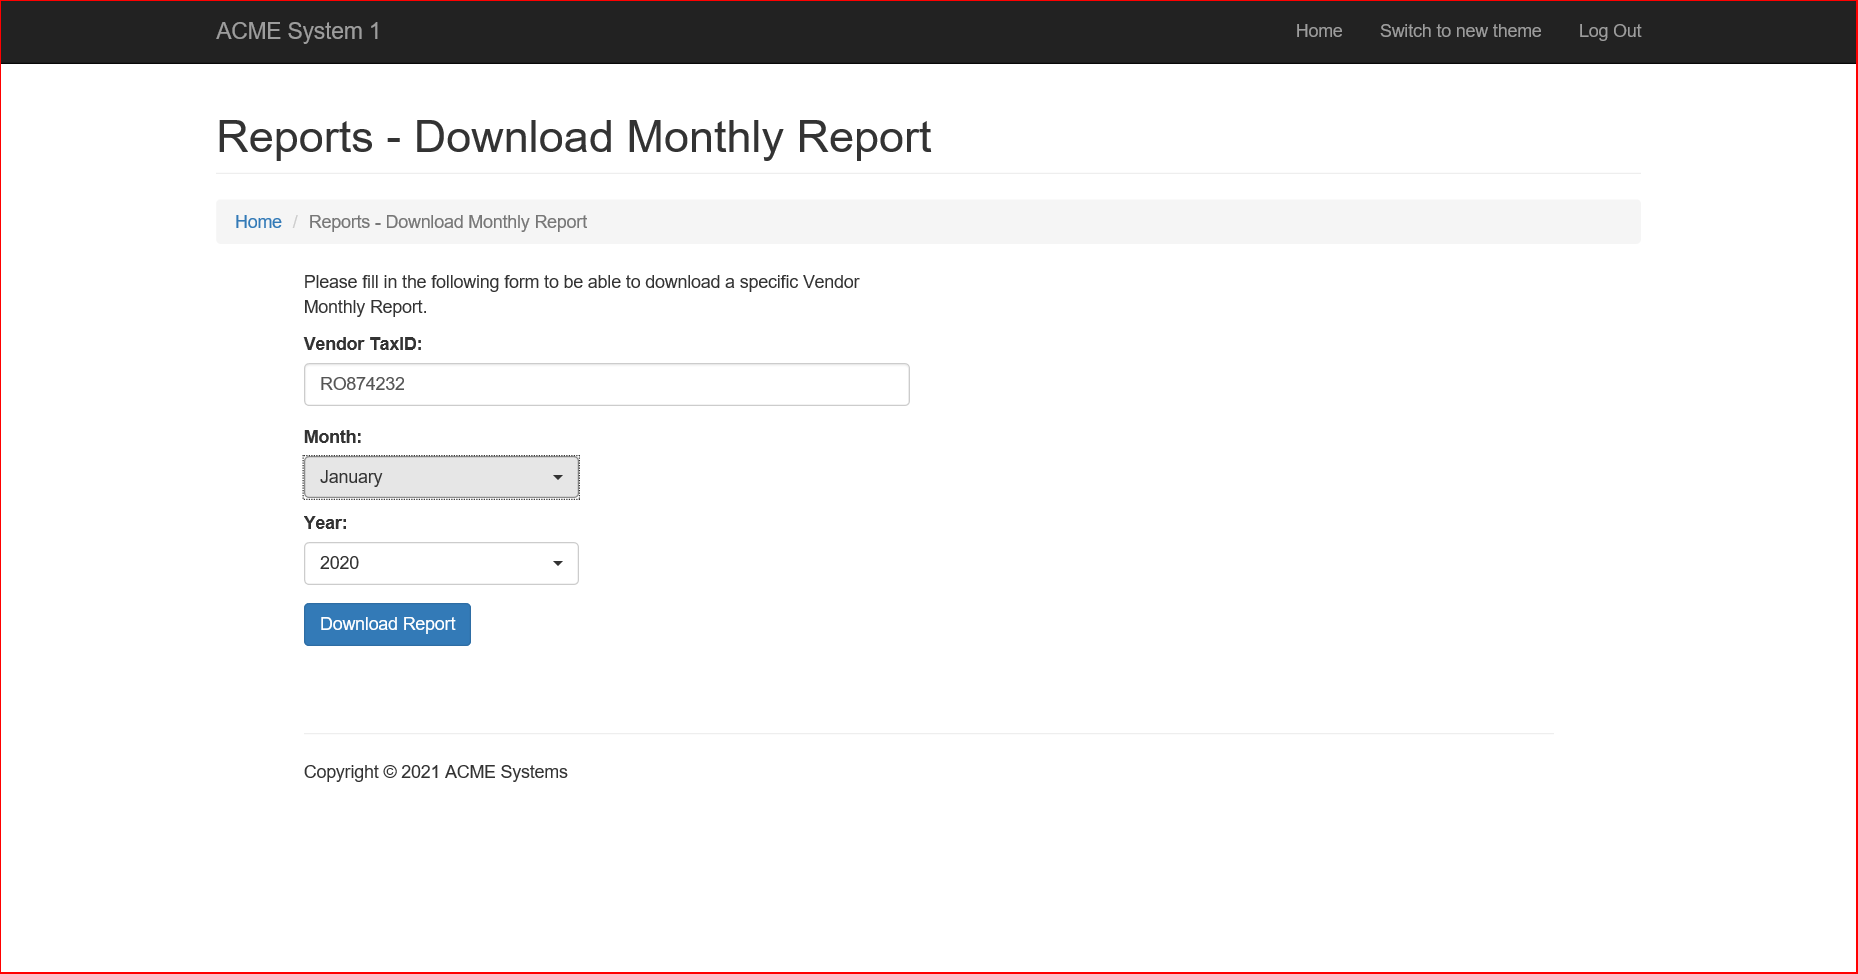 ACME System 1
Home
Switch to new theme
Log Out
Reports - Download Monthly Report
Home / Reports - Download Monthly Report
Please fill in the following form to be able to download a specific Vendor
Monthly Report.
Vendor TaxID:
RO874232
Month:
January
Year:
2020
Download Report
Copyright © 2021 ACME Systems